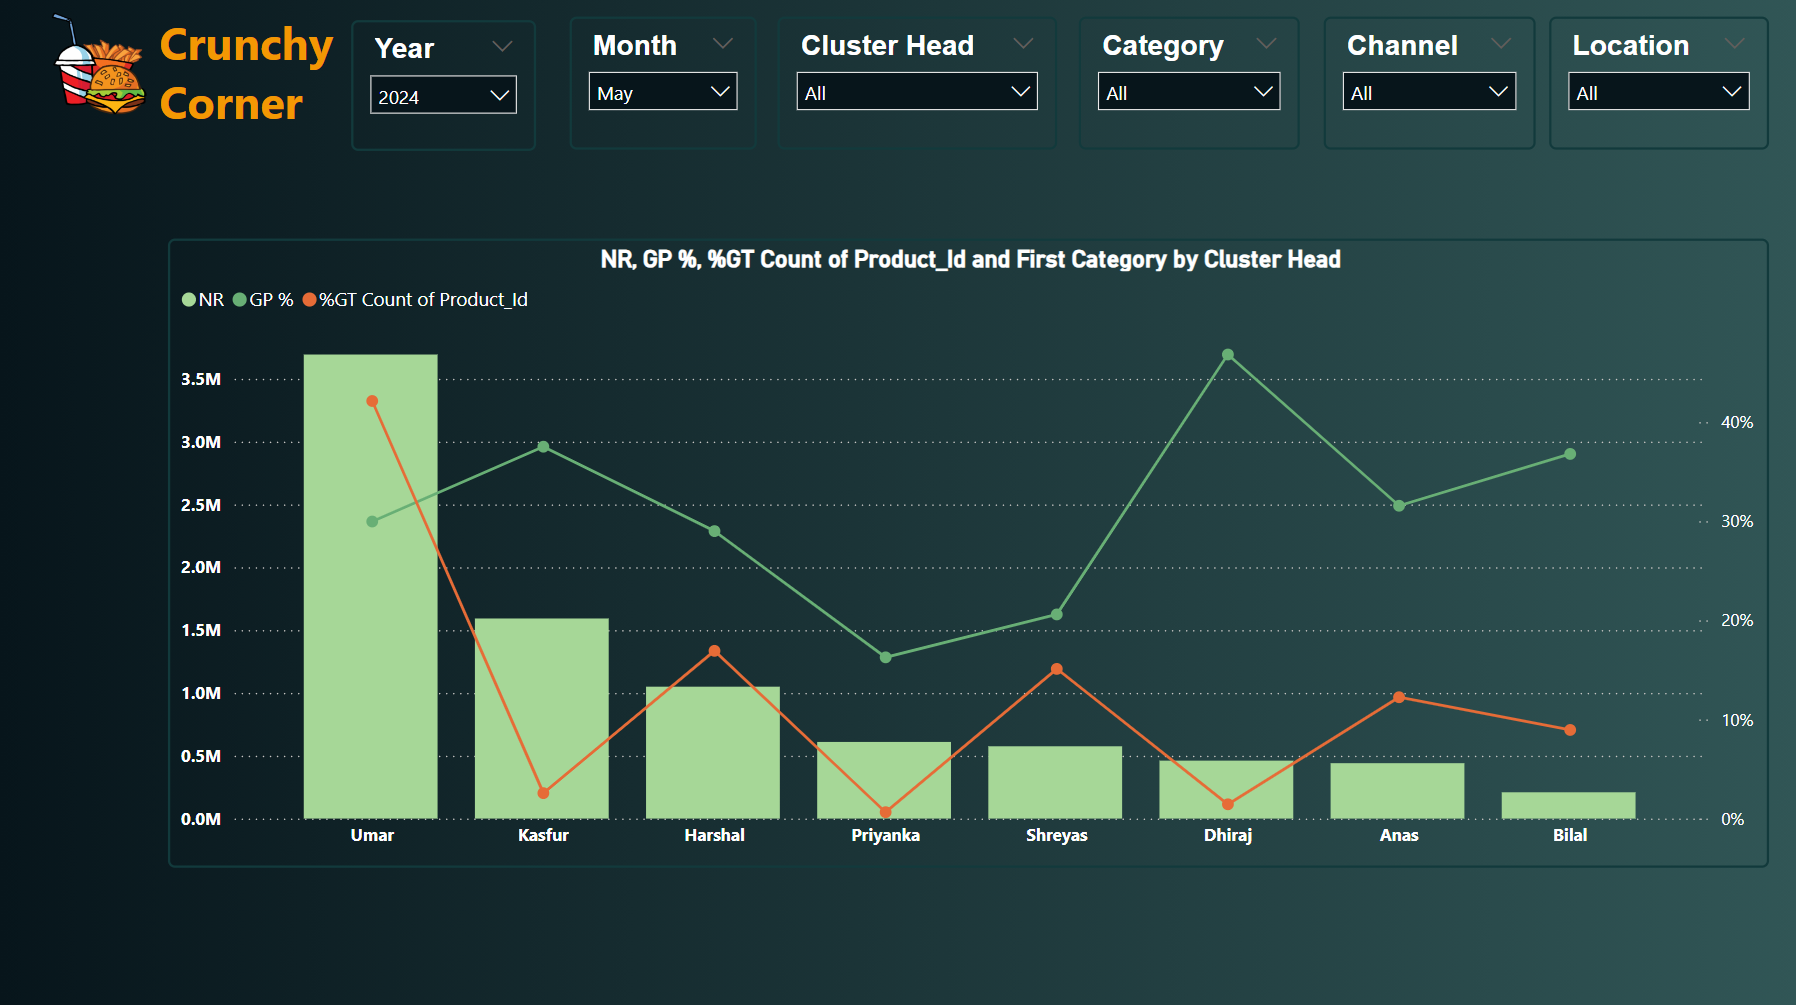 Crunchy
Corner
Year
2024
Month
May
Cluster Head
All
Category
All
Channel
All
Location
All
NR, GP %, %GT Count of Product_Id and First Category by Cluster Head
NR GP % %GT Count of Product_Id
3.5M
3.0M
2.5M
2.0M
1.5M
1.0M
0.5M
0.0M
40%
30%
20%
10%
0%
Umar Kasfur Harshal Priyanka Shreyas Dhiraj Anas Bilal